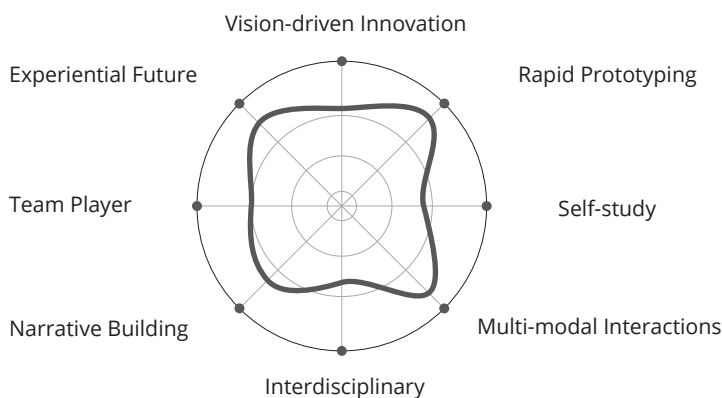 Vision-driven Innovation
Experiential Future
Rapid Prototyping
Team Player
Self-study
Narrative Building
Multi-modal Interactions
Interdisciplinary